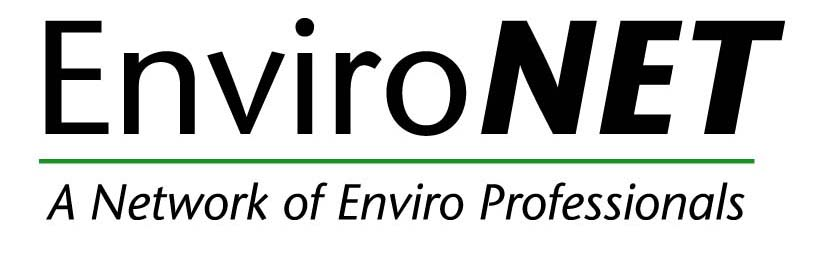 EnviroNET
A Network of Enviro Professionals